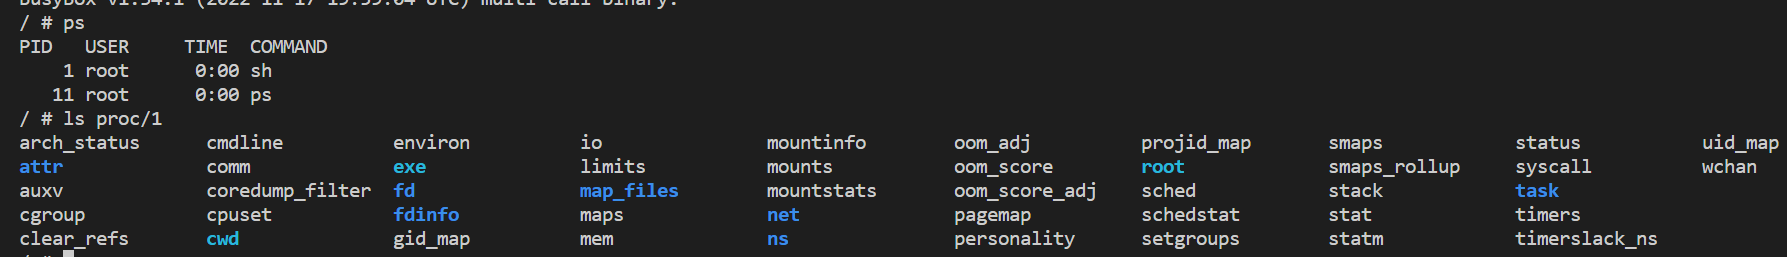 BusyBox v1.34.1 (2022-11-17 19:59:04 UTC) multi-call binary.
/ # ps
PID   USER     TIME  COMMAND
    1 root      0:00 sh
   11 root      0:00 ps
/ # ls proc/1
arch_status      cmdline          environ          io               mountinfo        oom_adj          projid_map       smaps            status           uid_map
attr             comm             exe              limits           mounts           oom_score        root             smaps_rollup     syscall          wchan
auxv             coredump_filter  fd               map_files        mountstats       oom_score_adj    sched            stack            task
cgroup           cpuset           fdinfo           maps             net              pagemap          schedstat        stat             timers
clear_refs       cwd              gid_map          mem              ns               personality      setgroups        statm            timerslack_ns
/ #